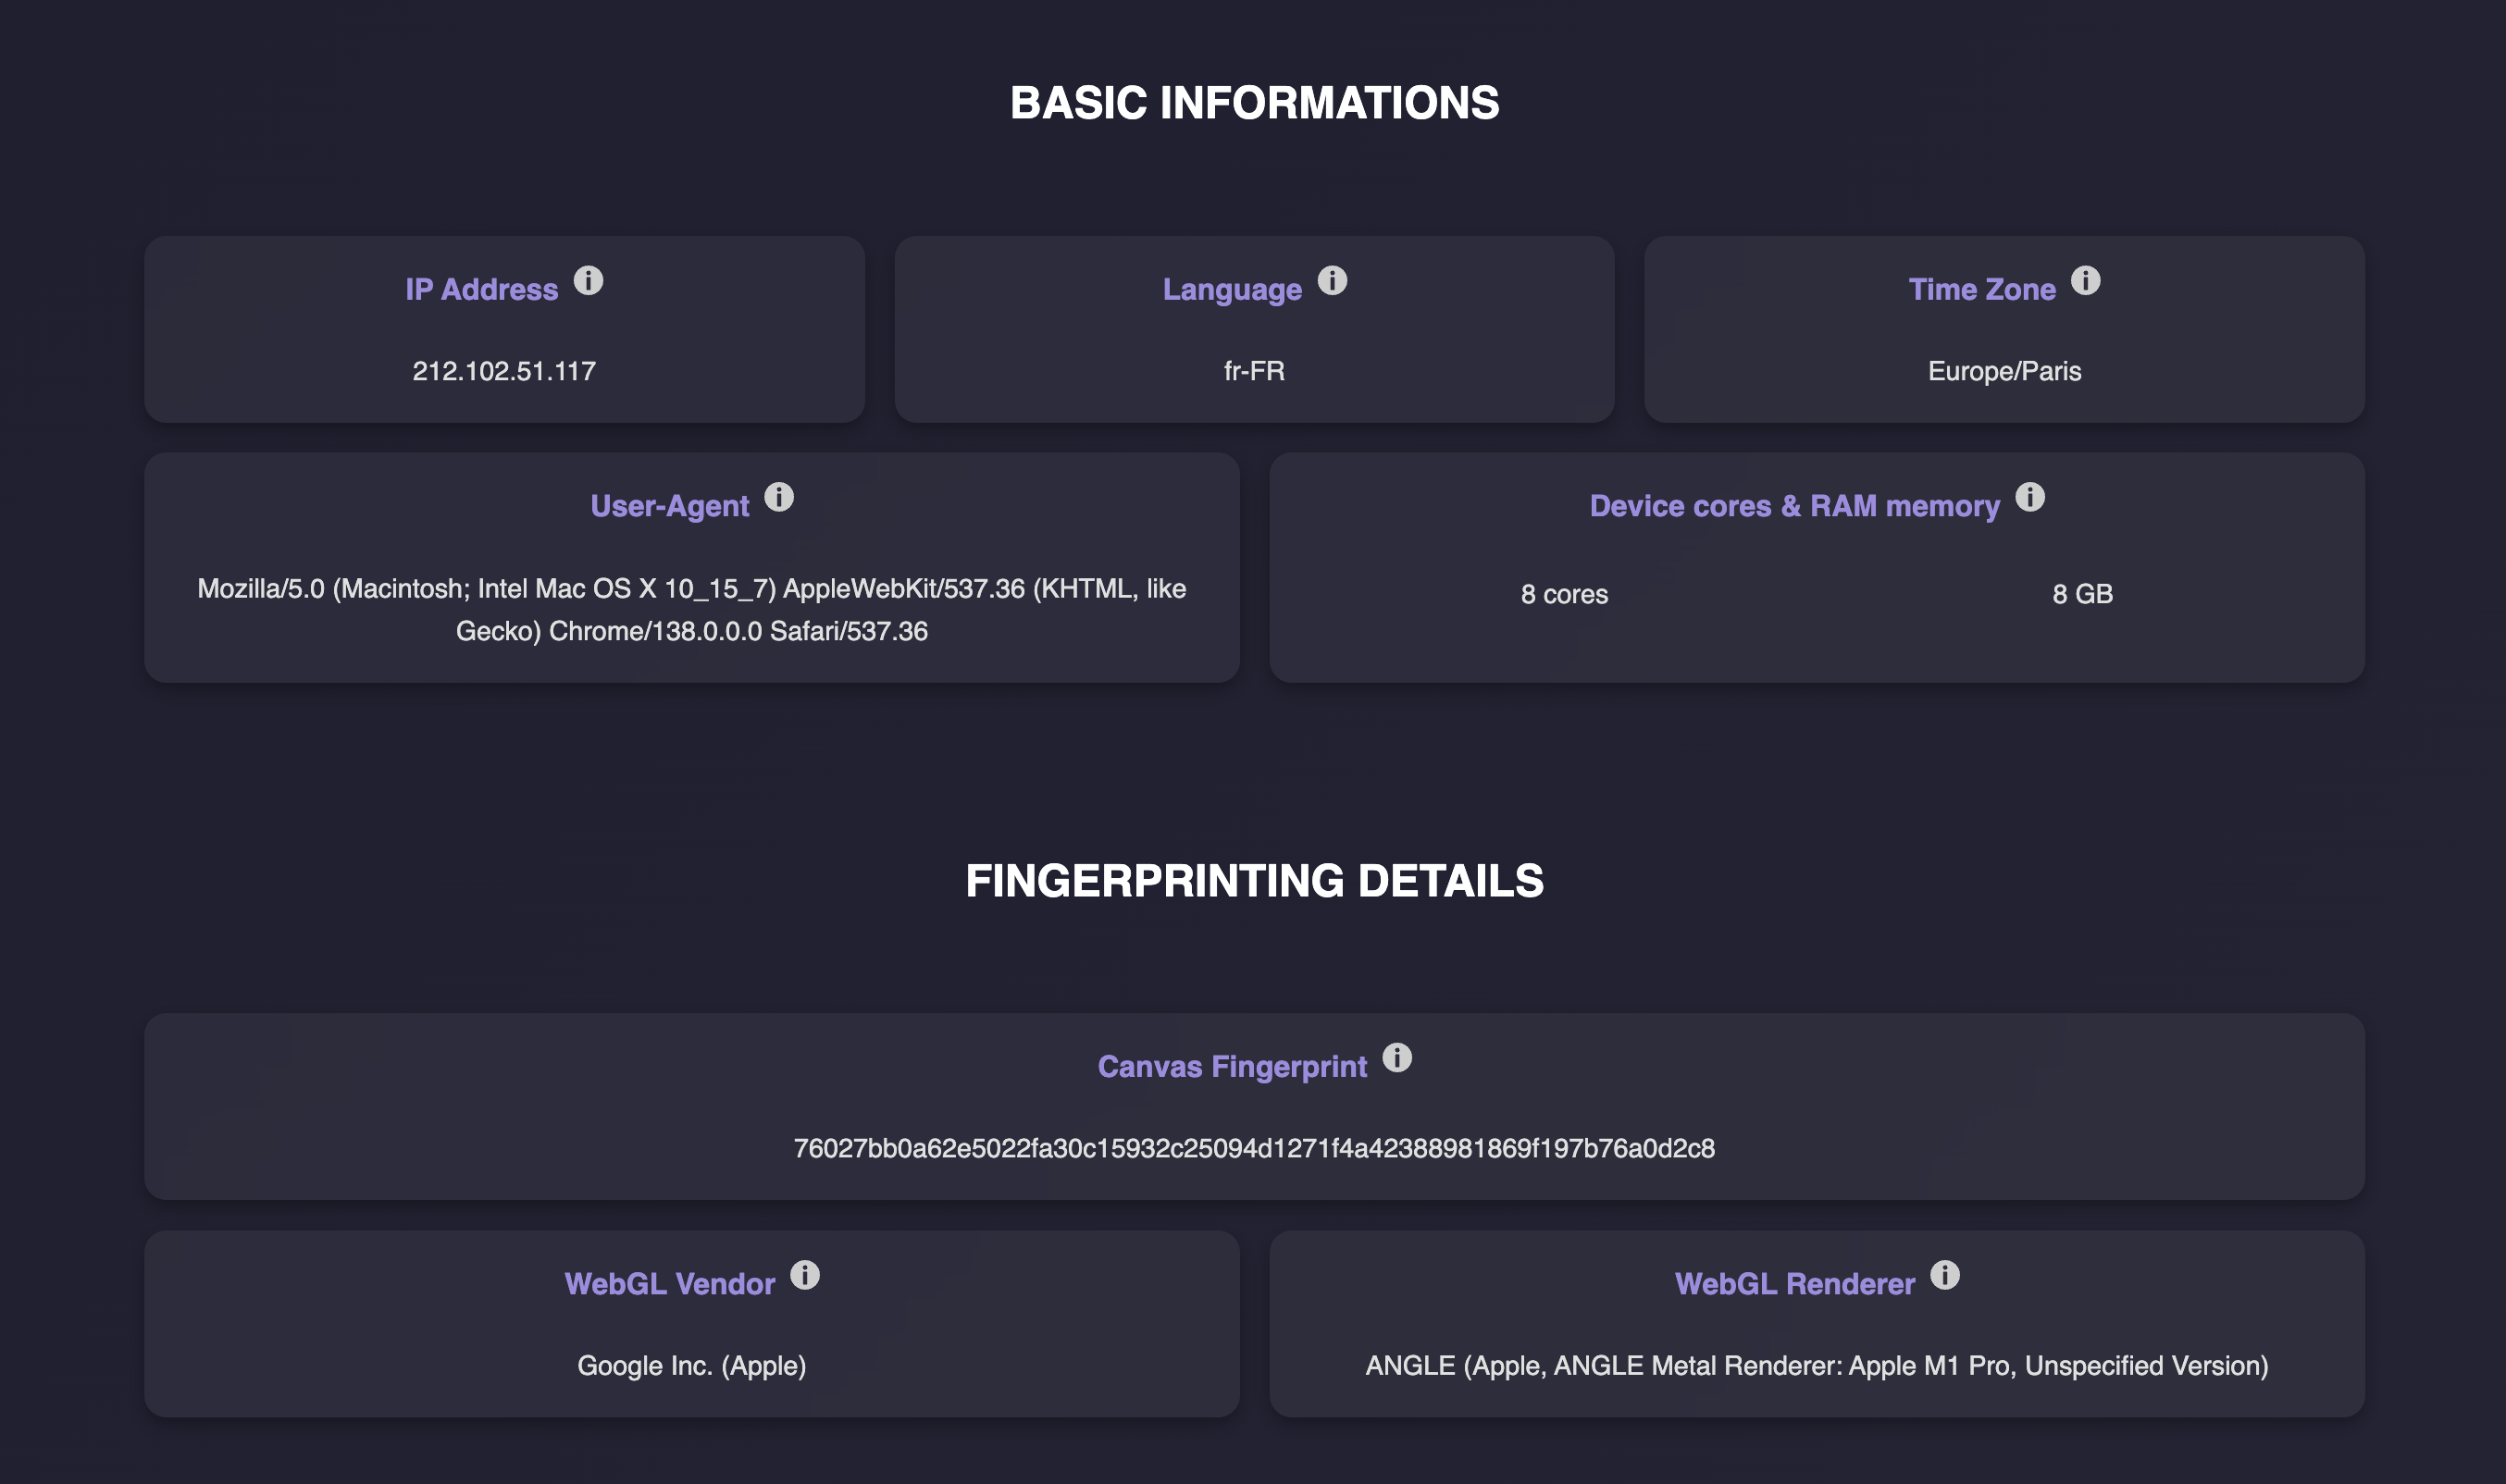 BASIC INFORMATIONS
IP Address
212.102.51.117
Language
fr-FR
Time Zone
Europe/Paris
User-Agent
Mozilla/5.0 (Macintosh; Intel Mac OS X 10_15_7) AppleWebKit/537.36 (KHTML, like
Gecko) Chrome/138.0.0.0 Safari/537.36
Device cores & RAM memory
8 cores
8 GB
FINGERPRINTING DETAILS
Canvas Fingerprint
76027bb0a62e5022fa30c15932c25094d1271f4a42388981869f197b76a0d2c8
WebGL Vendor
Google Inc. (Apple)
WebGL Renderer
ANGLE (Apple, ANGLE Metal Renderer: Apple M1 Pro, Unspecified Version)